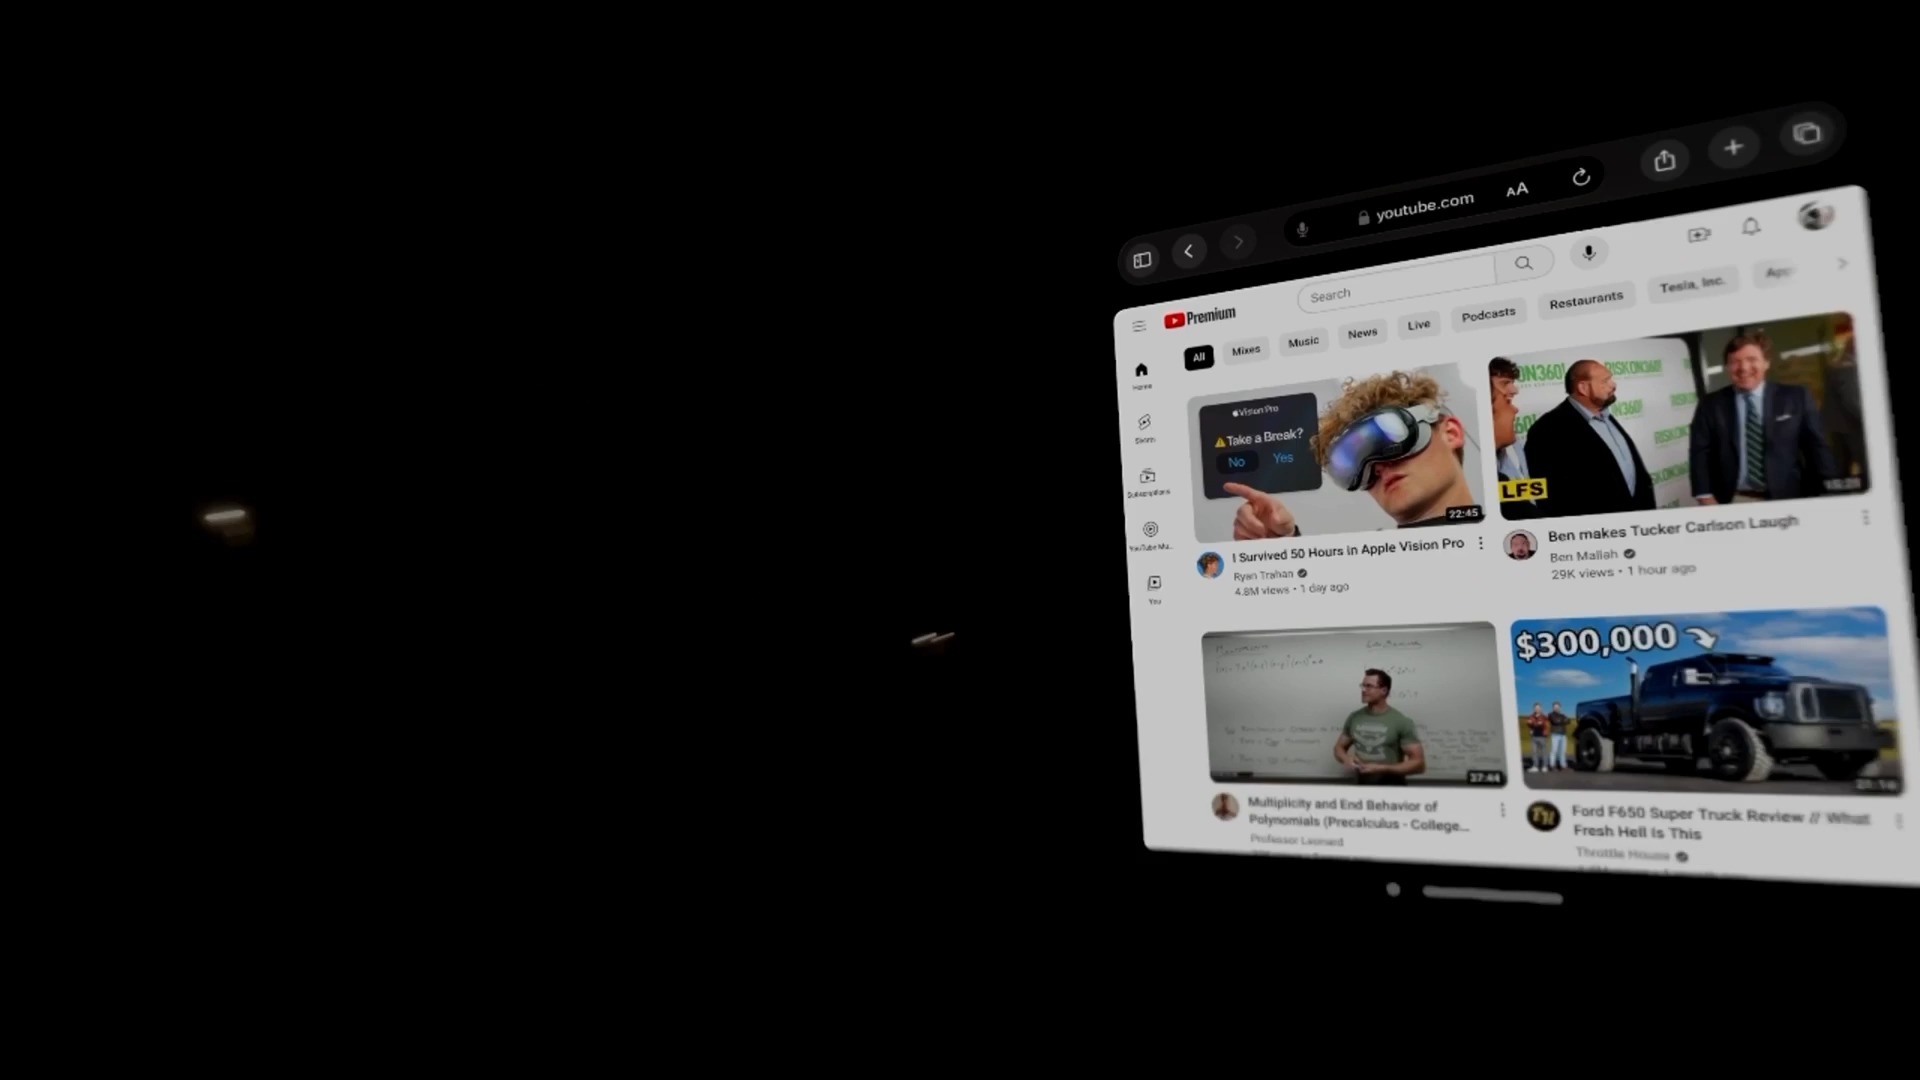 youtube.com
AA
Premium
Search
All
Mixes
Music
News
Live
Podcasts
Restaurants
Tesla, Inc.
Home
Shorts
Subscriptions
YouTube Mu...
You
Vision Pro
Take a Break?
No Yes
22:45
I Survived 50 Hours in Apple Vision Pro
Ryan Trahan
4.8M views • 1 day ago
ON360!
RISKON360!
LFS
Ben makes Tucker Carlson Laugh
Ben Mallah
29K views • 1 hour ago
37:44
Multiplicity and End Behavior of
Polynomials (Precalculus - College...
Professor Leonard
$300,000
Ford F650 Super Truck Review // What
Fresh Hell Is This
Throttle House